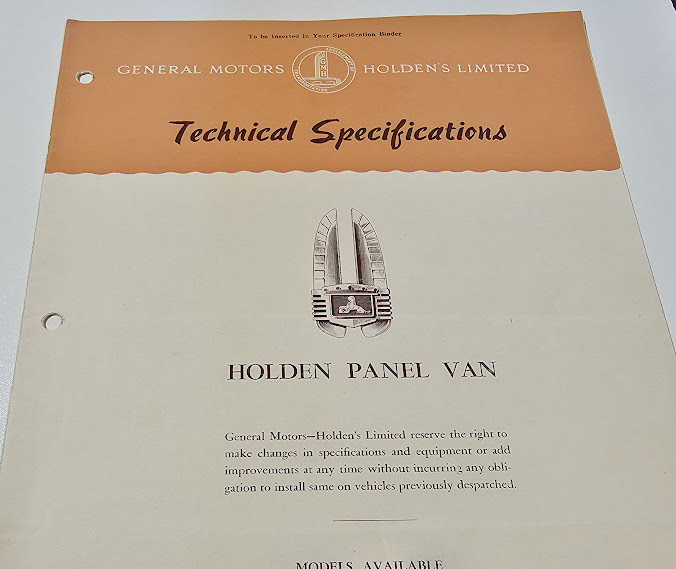 To be Inserted in Your Specification Binder
GENERAL MOTORS HOLDEN'S LIMITED
GMH
Technical Specifications
HOLDEN PANEL VAN
General Motors—Holden's Limited reserve the right to
make changes in specifications and equipment or add
improvements at any time without incurring any obli-
gation to install same on vehicles previously despatched.
MODELS AVAILABLE